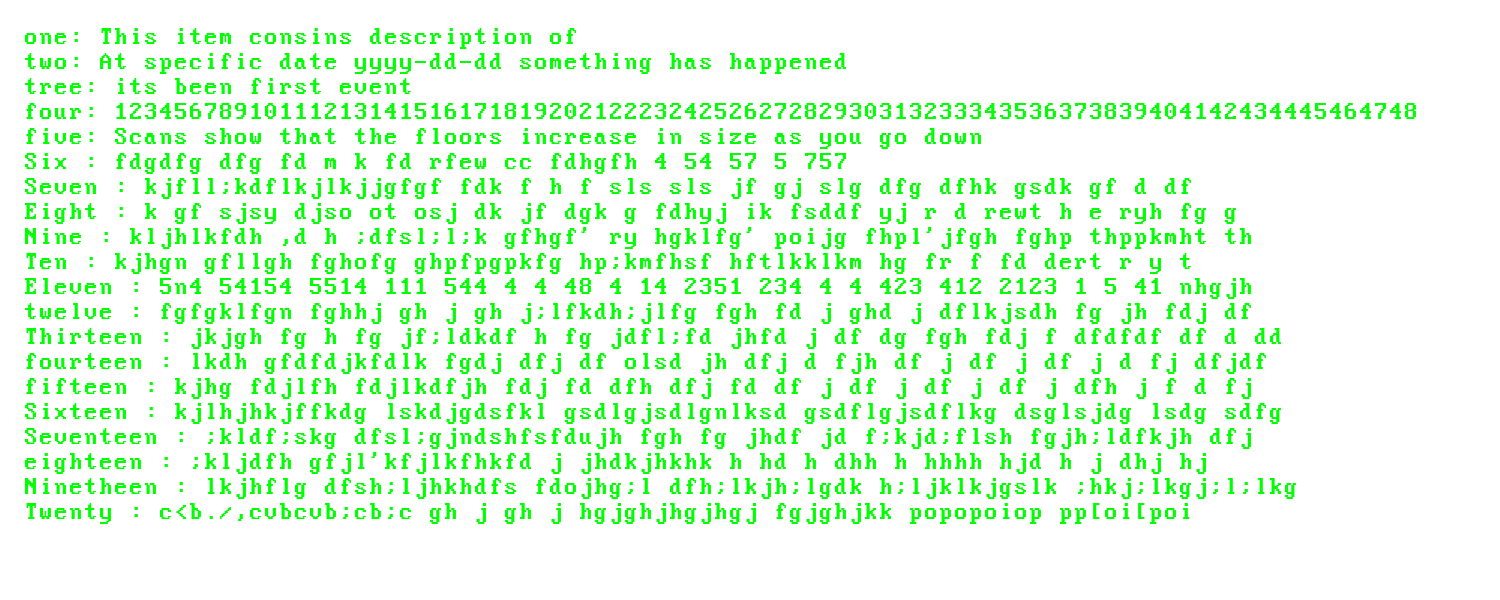 one: This item consins description of
two: At specific date yyyy-dd-dd something has happened
tree: its been first event
four: 123456789101112131415161718192021222324252627282930313233343536373839404142434445464748
five: Scans show that the floors increase in size as you go down
Six : fdgdfg dfg fd m k fd rfew cc fdhgfh 4 54 57 5 757
Seven : kjfll;kdflkjlkjjgfgf fdk f h f sls sls jf gj slg dfg dfhk gsdk gf d df
Eight : k gf sjsy djso ot osj dk jf dgk g fdhyj ik fsddf yj r d rewt h e ryh fg g
Nine : kljhlkfdh ,d h ;dfsl;l;k gfhgf' ry hgklfg' poijg fhpl'jfgh fghp thppkmht th
Ten : kjhgn gfllgh fghofg ghpfpgpkfg hp;kmfhsf hftlkklkm hg fr f fd dert r y t
Eleven : 5n4 54154 5514 111 544 4 4 48 4 14 2351 234 4 4 423 412 2123 1 5 41 nhgjh
twelve : fgfgklfgn fghhj gh j gh j;lfkdh;jlfg fgh fd j ghd j dflkjsdh fg jh fdj df
Thirteen : jkjgh fg h fg jf;ldkdf h fg jdfl;fd jhfd j df dg fgh fdj f dfdfdf df d dd
fourteen : lkdh gfdfdjkfdlk fgdj dfj df olsd jh dfj d fjh df j df j df j d fj dfjdf
fifteen : kjhg fdjlfh fdjlkdfjh fdj fd dfh dfj fd df j df j df j df j dfh j f d fj
Sixteen : kjlhjhkjffkdg lskdjgdsfkl gsdlgjsdlgnlksd gsdflgjsdflkg dsglsjdg lsdg sdfg
Seventeen : ;kldf;skg dfsl;gjndshfsfdujh fgh fg jhdf jd f;kjd;flsh fgjh;ldfkjh dfj
eighteen : ;kljdfh gfjl'kfjlkfhkfd j jhdkjhkhk h hd h dhh h hhhh hjd h j dhj hj
Ninetheen : lkjhflg dfsh;ljhkhdfs fdojhg;l dfh;lkjh;lgdk h;ljklkjgslk ;hkj;lkgj;l;lkg
Twenty : c<b./,cvbcvb;cb;c gh j gh j hgjghjhgjhgj fgjghjkk popopoiop pp[oi[poi